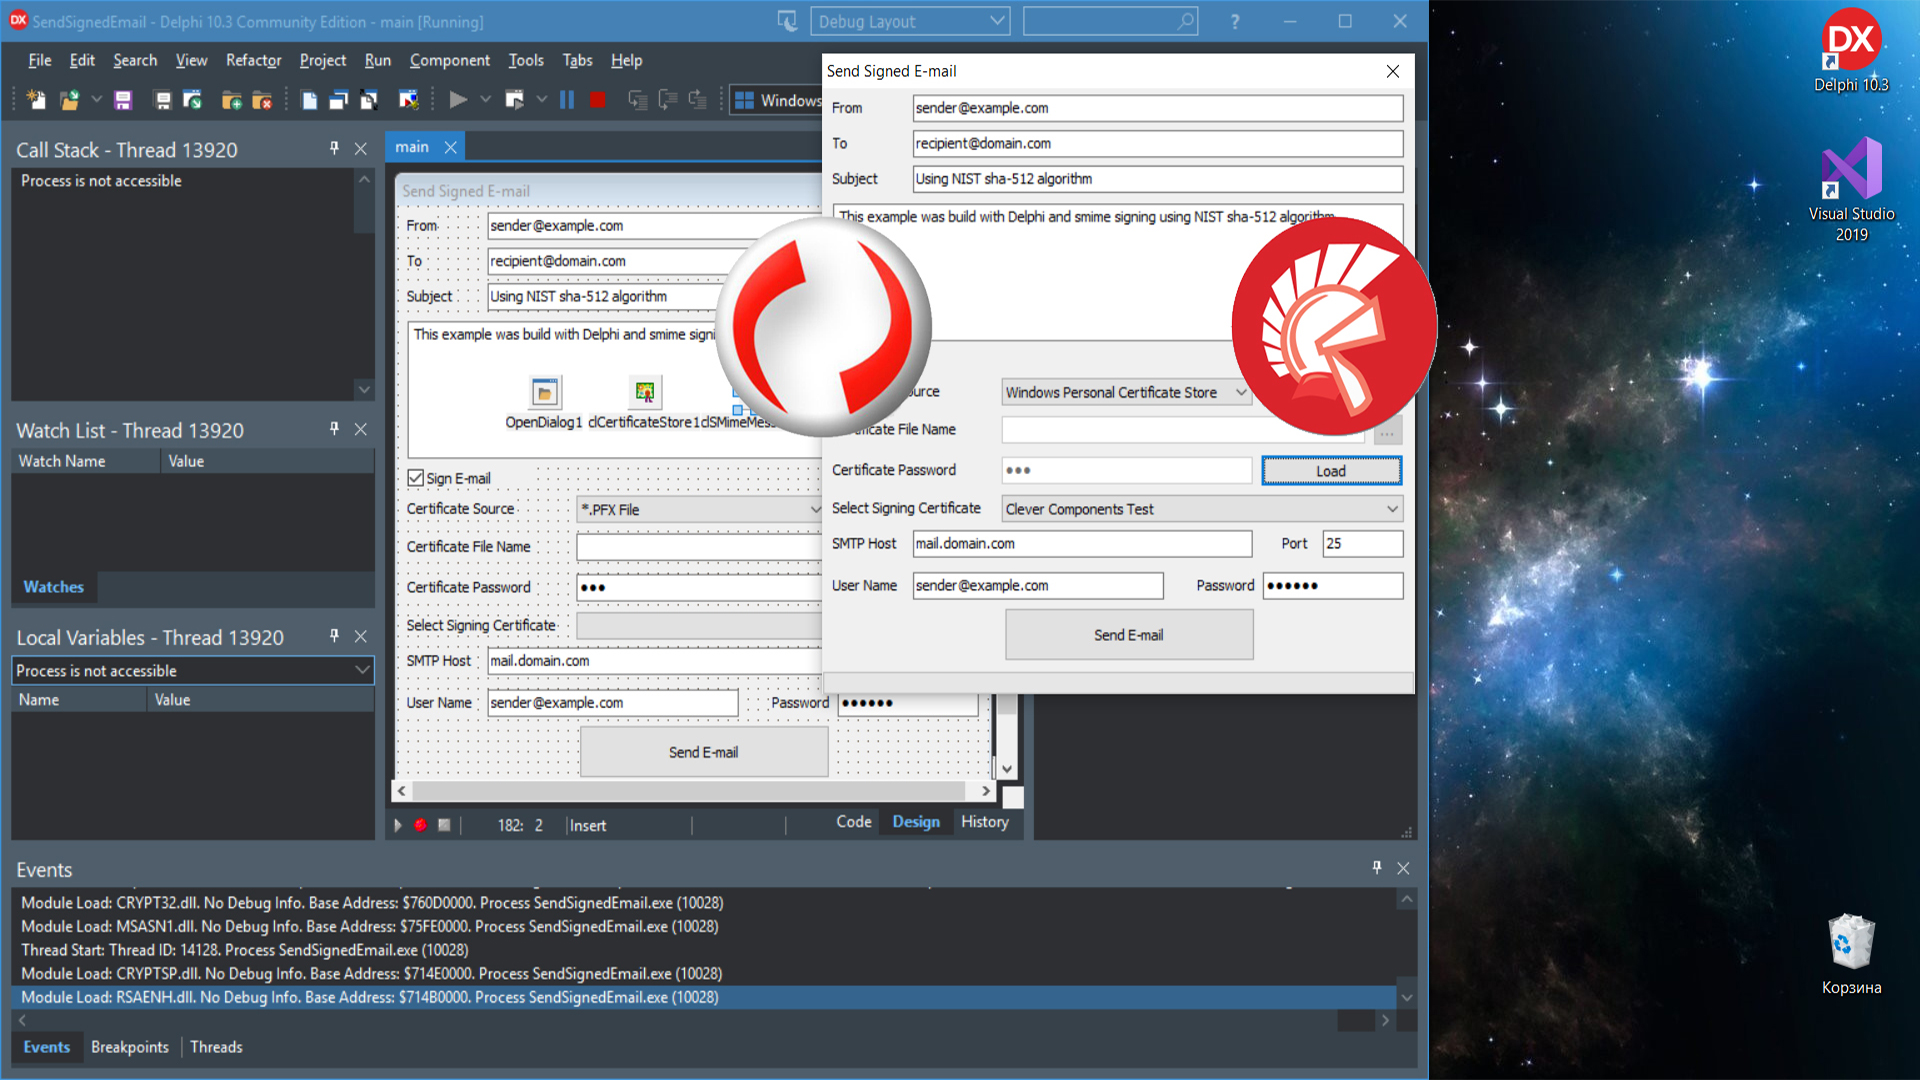 SendSignedEmail - Delphi 10.3 Community Edition - main [Running]
Debug Layout
?
File Edit Search View Refactor Project Run Component Tools Tabs Help
Windows
Call Stack - Thread 13920
Process is not accessible
Watch List - Thread 13920
Watch Name Value
Watches
Local Variables - Thread 13920
Process is not accessible
Name Value
main
Send Signed E-mail
From sender@example.com
To recipient@domain.com
Subject Using NIST sha-512 algorithm
This example was build with Delphi and smime signi
OpenDialog1 clCertificateStore1 clSMimeMess
Sign E-mail
Certificate Source *.PFX File
Certificate File Name
Certificate Password •••
Select Signing Certificate
SMTP Host mail.domain.com
User Name sender@example.com Password ••••••
Send E-mail
182: 2 Insert
Code Design History
Send Signed E-mail
From sender@example.com
To recipient@domain.com
Subject Using NIST sha-512 algorithm
This example was build with Delphi and smime signing using NIST sha-512 algorithm
ource Windows Personal Certificate Store
ificate File Name ...
Certificate Password ••• Load
Select Signing Certificate Clever Components Test
SMTP Host mail.domain.com Port 25
User Name sender@example.com Password ••••••
Send E-mail
Events
Module Load: CRYPT32.dll. No Debug Info. Base Address: $760D0000. Process SendSignedEmail.exe (10028)
Module Load: MSASN1.dll. No Debug Info. Base Address: $75FE0000. Process SendSignedEmail.exe (10028)
Thread Start: Thread ID: 14128. Process SendSignedEmail.exe (10028)
Module Load: CRYPTSP.dll. No Debug Info. Base Address: $714E0000. Process SendSignedEmail.exe (10028)
Module Load: RSAENH.dll. No Debug Info. Base Address: $714B0000. Process SendSignedEmail.exe (10028)
Events Breakpoints Threads
DX
DX
Delphi 10.3
Visual Studio
2019
Корзина